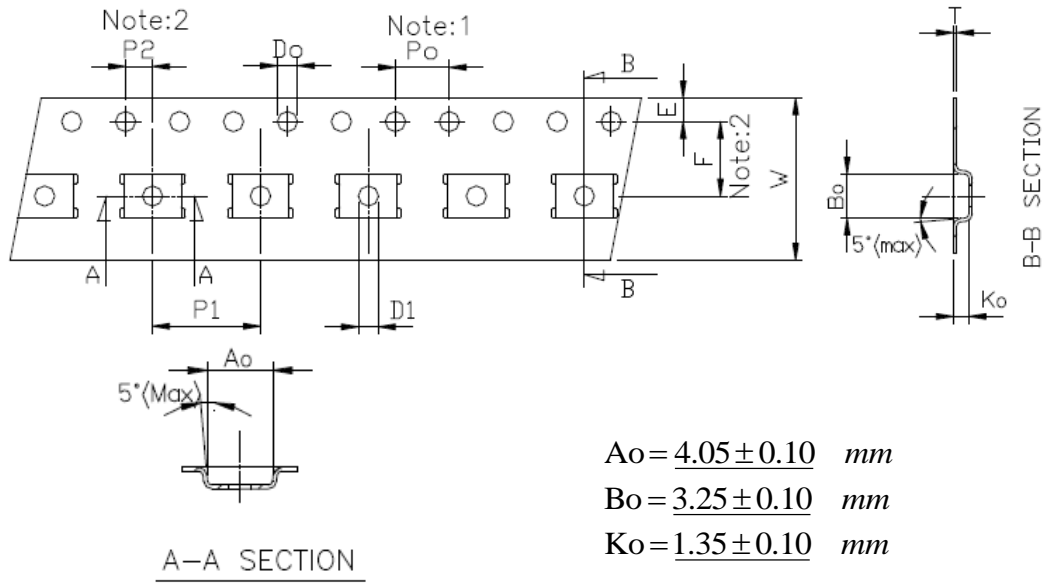 Note:2
P2
Do
Note:1
Po
B
E
F
Note:2
W
T
Bo
5°(max)
Ko
B-B SECTION
A
A
P1
D1
B
Ao
5°(Max)
A-A SECTION
Ao=4.05±0.10 mm
Bo=3.25±0.10 mm
Ko=1.35±0.10 mm